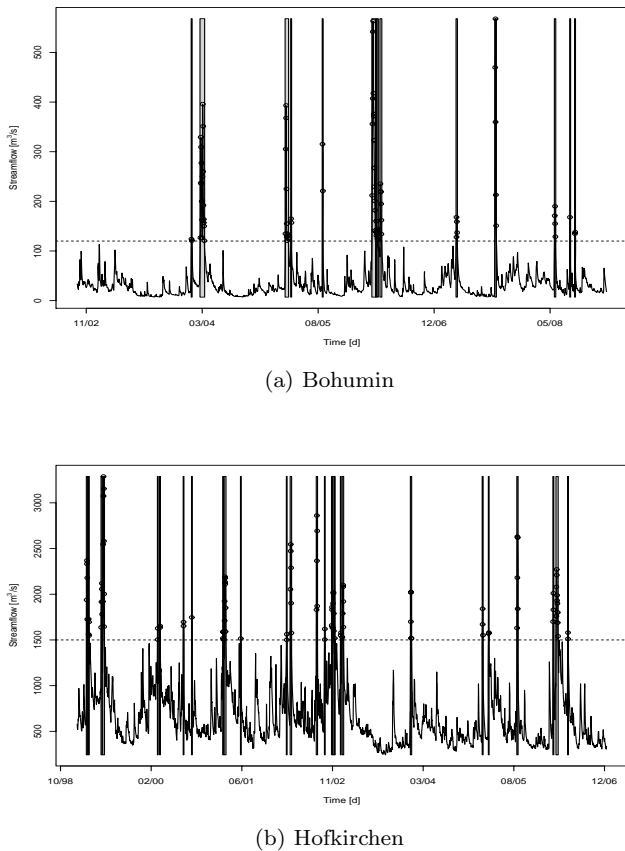 500
400
300
200
100
0
Streamflow [m³/s]
11/02 03/04 08/05 12/06 05/08
Time [d]
(a) Bohumin
3000
2500
2000
1500
1000
500
Streamflow [m³/s]
10/98 02/00 06/01 11/02 03/04 08/05 12/06
Time [d]
(b) Hofkirchen